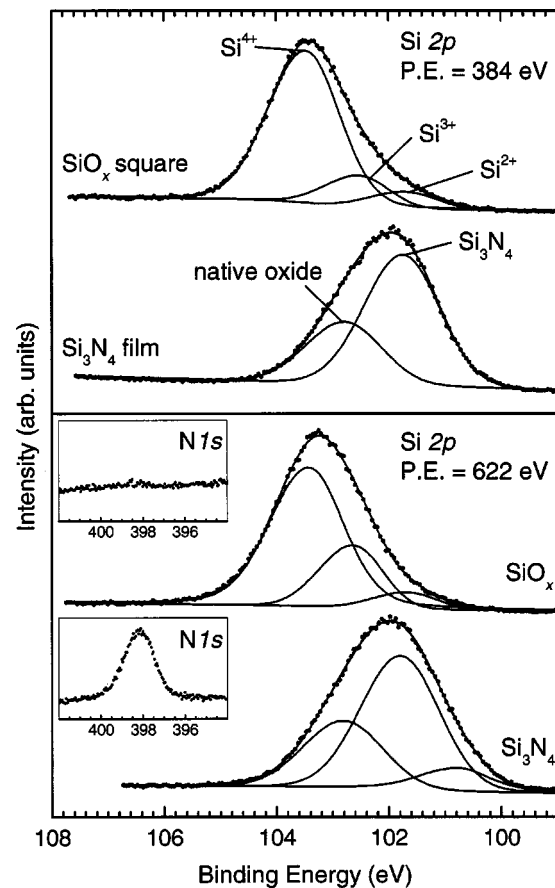 Si⁴⁺
Si 2p
P.E. = 384 eV
Si³⁺
Si²⁺
SiOₓ square
Si₃N₄
native oxide
Si₃N₄ film
Intensity (arb. units)
N 1s
400 398 396
Si 2p
P.E. = 622 eV
SiOₓ
N 1s
400 398 396
Si₃N₄
108 106 104 102 100
Binding Energy (eV)